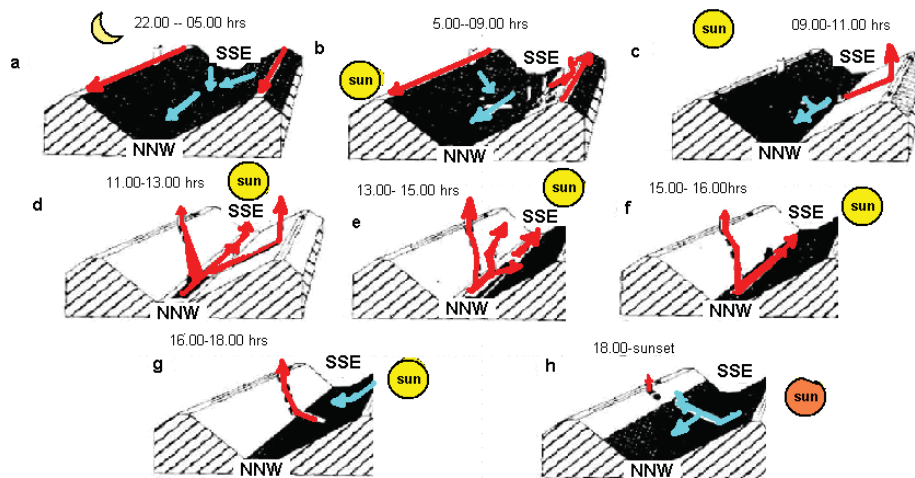 22.00 -- 05.00 hrs
a
SSE
NNW
5.00--09.00 hrs
b
sun
SSE
NNW
c
sun
09.00-11.00 hrs
SSE
NNW
11.00-13.00 hrs
d
sun
SSE
NNW
13.00- 15.00 hrs
e
sun
SSE
NNW
15.00- 16.00hrs
f
sun
SSE
NNW
16.00-18.00 hrs
g
SSE
sun
NNW
18.00-sunset
h
SSE
sun
NNW